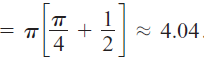 = π[π/4 + 1/2] ≈ 4.04.